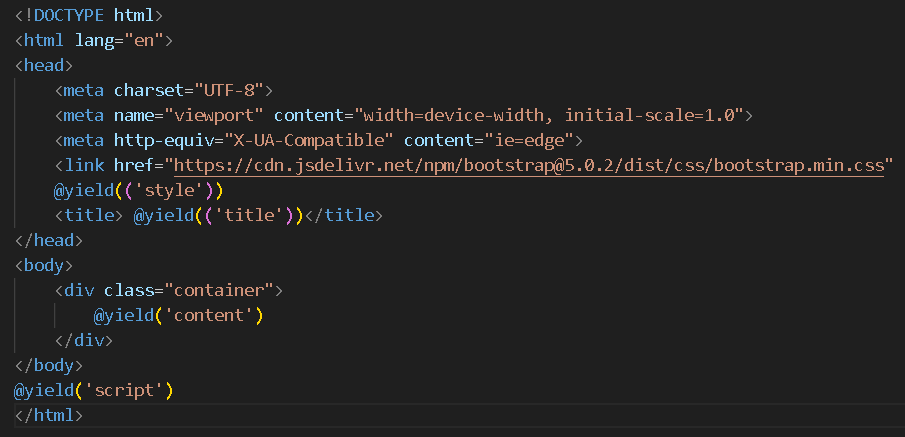 <!DOCTYPE html>
<html lang="en">
<head>
    <meta charset="UTF-8">
    <meta name="viewport" content="width=device-width, initial-scale=1.0">
    <meta http-equiv="X-UA-Compatible" content="ie=edge">
    <link href="https://cdn.jsdelivr.net/npm/bootstrap@5.0.2/dist/css/bootstrap.min.css"
    @yield(('style'))
    <title> @yield(('title'))</title>
</head>
<body>
    <div class="container">
        @yield('content')
    </div>
</body>
@yield('script')
</html>